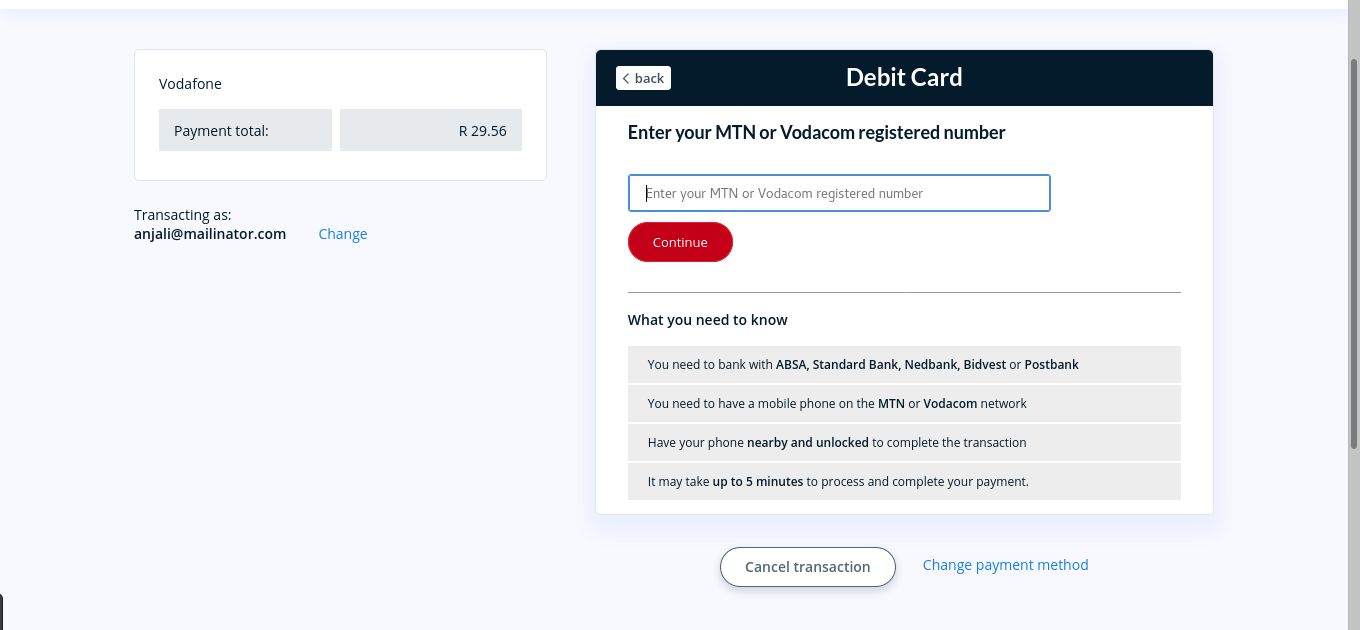 Vodafone
Payment total: R 29.56
Transacting as:
anjali@mailinator.com Change
back
Debit Card
Enter your MTN or Vodacom registered number
Enter your MTN or Vodacom registered number
Continue
What you need to know
You need to bank with ABSA, Standard Bank, Nedbank, Bidvest or Postbank
You need to have a mobile phone on the MTN or Vodacom network
Have your phone nearby and unlocked to complete the transaction
It may take up to 5 minutes to process and complete your payment.
Cancel transaction
Change payment method